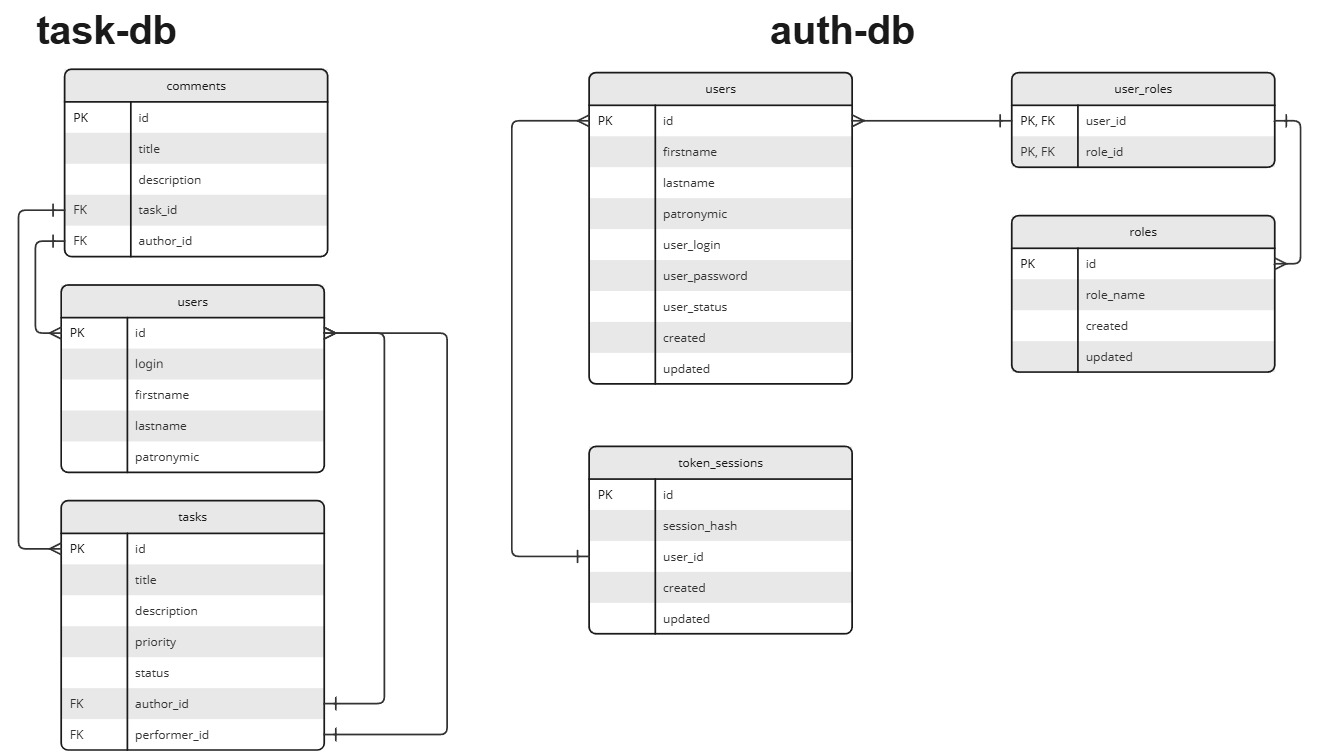 task-db
comments
PK id
title
description
FK task_id
FK author_id
users
PK id
login
firstname
lastname
patronymic
tasks
PK id
title
description
priority
status
FK author_id
FK performer_id
auth-db
users
PK id
firstname
lastname
patronymic
user_login
user_password
user_status
created
updated
token_sessions
PK id
session_hash
user_id
created
updated
user_roles
PK, FK user_id
PK, FK role_id
roles
PK id
role_name
created
updated